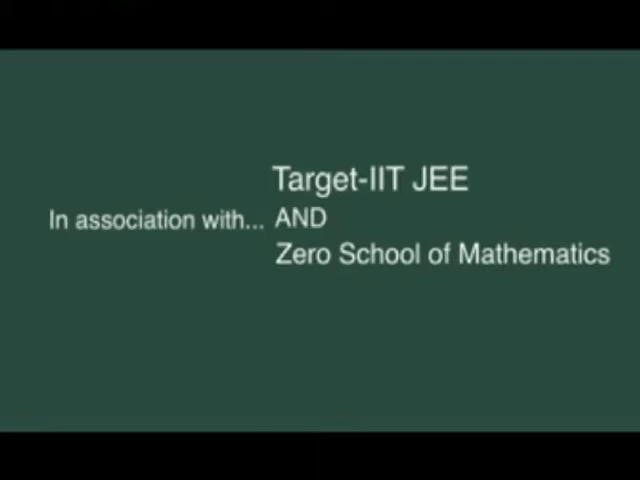 Target-IIT JEE
In association with... AND
Zero School of Mathematics